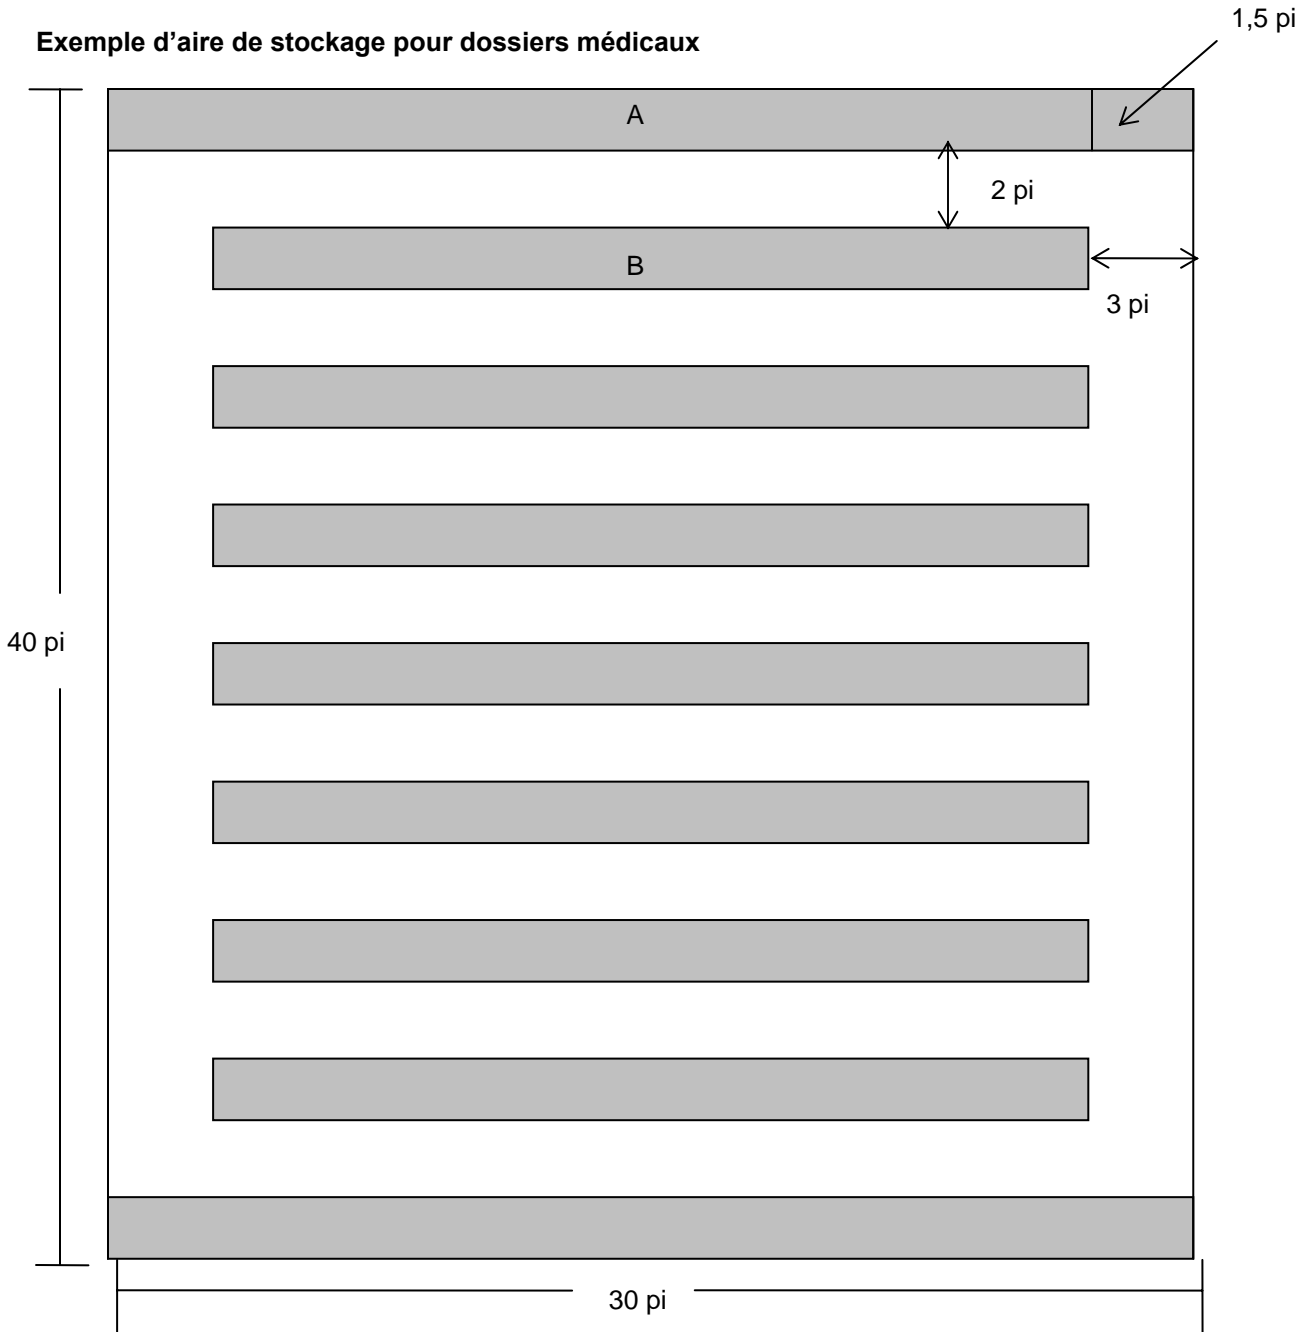 1,5 pi
Exemple d'aire de stockage pour dossiers médicaux
A
2 pi
B
3 pi
40 pi
30 pi